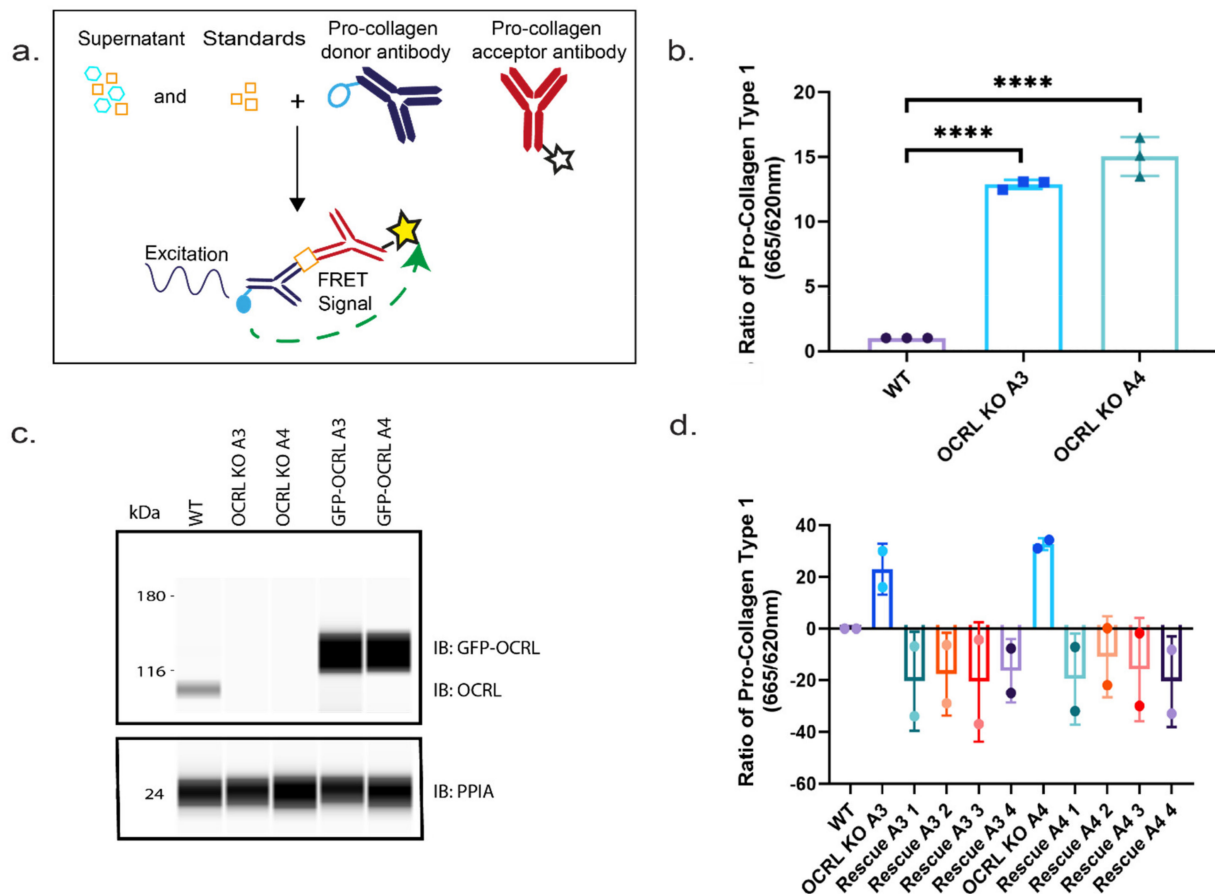 a.
Supernatant
and
Standards
+
Pro-collagen
donor antibody
Pro-collagen
acceptor antibody
Excitation
FRET
Signal
b.
Ratio of Pro-Collagen Type 1
(665/620nm)
20
15
10
5
0
****
****
WT
OCRL KO A3
OCRL KO A4
c.
kDa
WT
OCRL KO A3
OCRL KO A4
GFP-OCRL A3
GFP-OCRL A4
180 -
116 -
IB: GFP-OCRL
IB: OCRL
24 -
IB: PPIA
d.
Ratio of Pro-Collagen Type 1
(665/620nm)
40
20
0
-20
-40
-60
WT
OCRL KO A3
Rescue A3 1
Rescue A3 2
Rescue A3 3
Rescue A3 4
OCRL KO A4
Rescue A4 1
Rescue A4 2
Rescue A4 3
Rescue A4 4